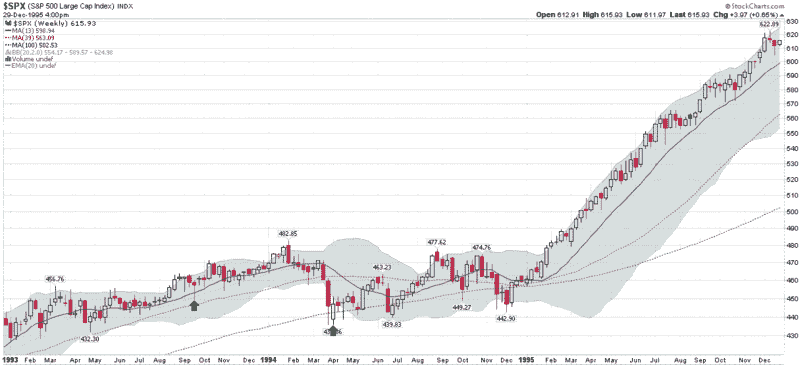 $SPX (S&P 500 Large Cap Index) INDX
© StockCharts.com
29-Dec-1995 4:00pm
Open 612.91 High 615.93 Low 611.97 Last 615.93 Chg +3.97 (+0.65%)
$SPX (Weekly) 615.93
MA(13) 598.94
MA(39) 563.09
MA(100) 502.53
BB(20,2.0) 554.17 - 589.57 - 624.98
Volume undef
EMA(20) undef
622.89
630
620
610
600
590
580
570
560
550
540
530
520
510
500
490
480
470
460
450
440
430
456.76
432.30
482.85
463.23
439.83
477.62
474.76
449.27
442.90
1993 Feb Mar Apr May Jun Jul Aug Sep Oct Nov Dec 1994 Feb Mar Apr May Jun Jul Aug Sep Oct Nov Dec 1995 Feb Mar Apr May Jun Jul Aug Sep Oct Nov Dec